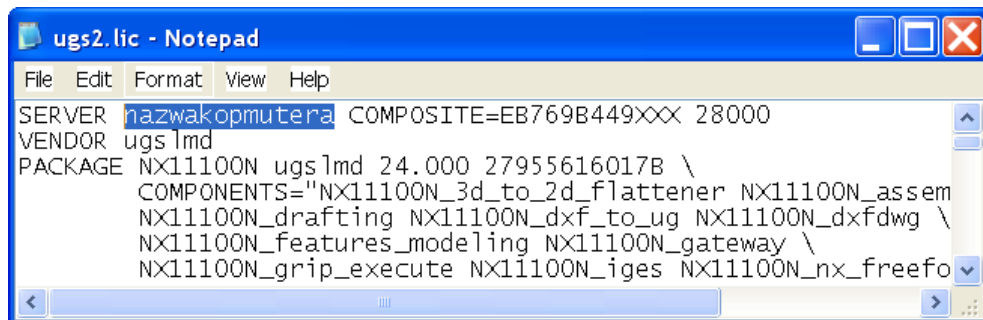 ugs2.lic - Notepad
File Edit Format View Help
SERVER nazwakopmutera COMPOSITE=EB769B449XXX 28000
VENDOR ugslmd
PACKAGE NX11100N ugslmd 24.000 27955616017B \
COMPONENTS="NX11100N_3d_to_2d_flattener NX11100N_assem
NX11100N_drafting NX11100N_dxf_to_ug NX11100N_dxfdwg \
NX11100N_features_modeling NX11100N_gateway \
NX11100N_grip_execute NX11100N_iges NX11100N_nx_freefo